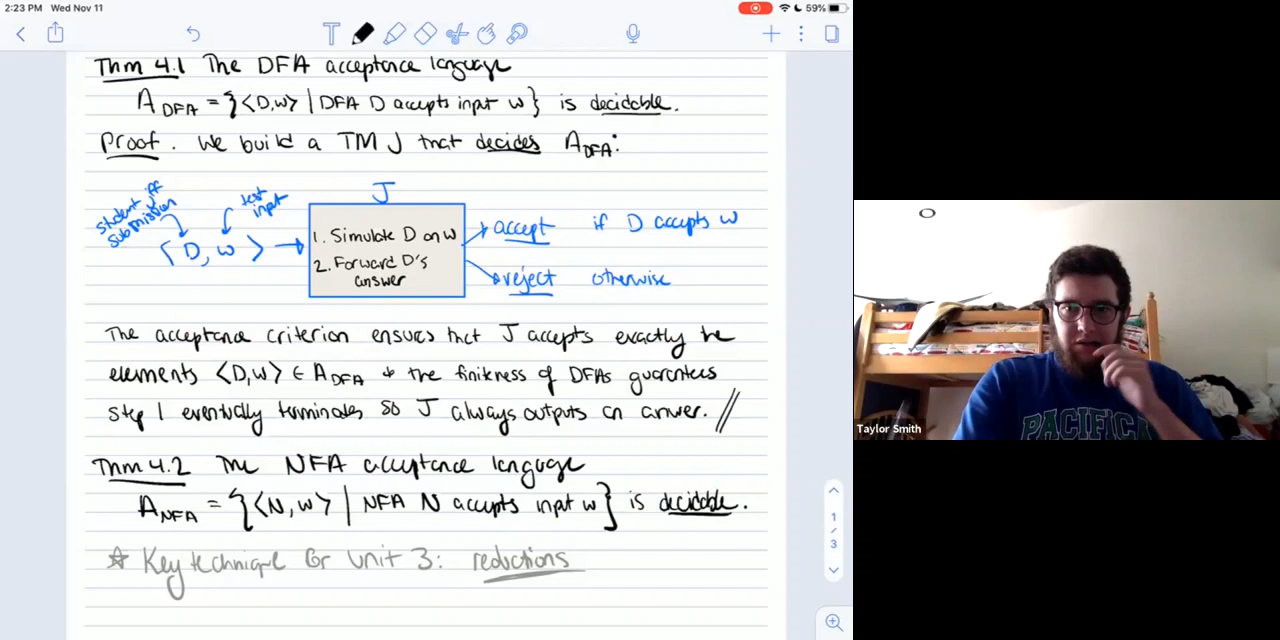 2:23 PM Wed Nov 11
59%
T
Thm 4.1 The DFA acceptance language
A_DFA = {<D,w> | DFA D accepts input w} is decidable.
Proof. We build a TM J that decides A_DFA:
J
student iff submission
test input
<D, w>
1. Simulate D on w
2. Forward D's
answer
accept if D accepts w
reject otherwise
The acceptance criterion ensures that J accepts exactly the
elements <D,w> ∈ A_DFA + the finikness of DFAs guarantees
step 1 eventually terminates so J always outputs an answer. //
Thm 4.2 The NFA acceptance language
A_NFA = {<N,w> | NFA N accepts input w} is decidable.
☆ Key technique for Unit 3: reductions
1
/
3
PACIFIC
Taylor Smith